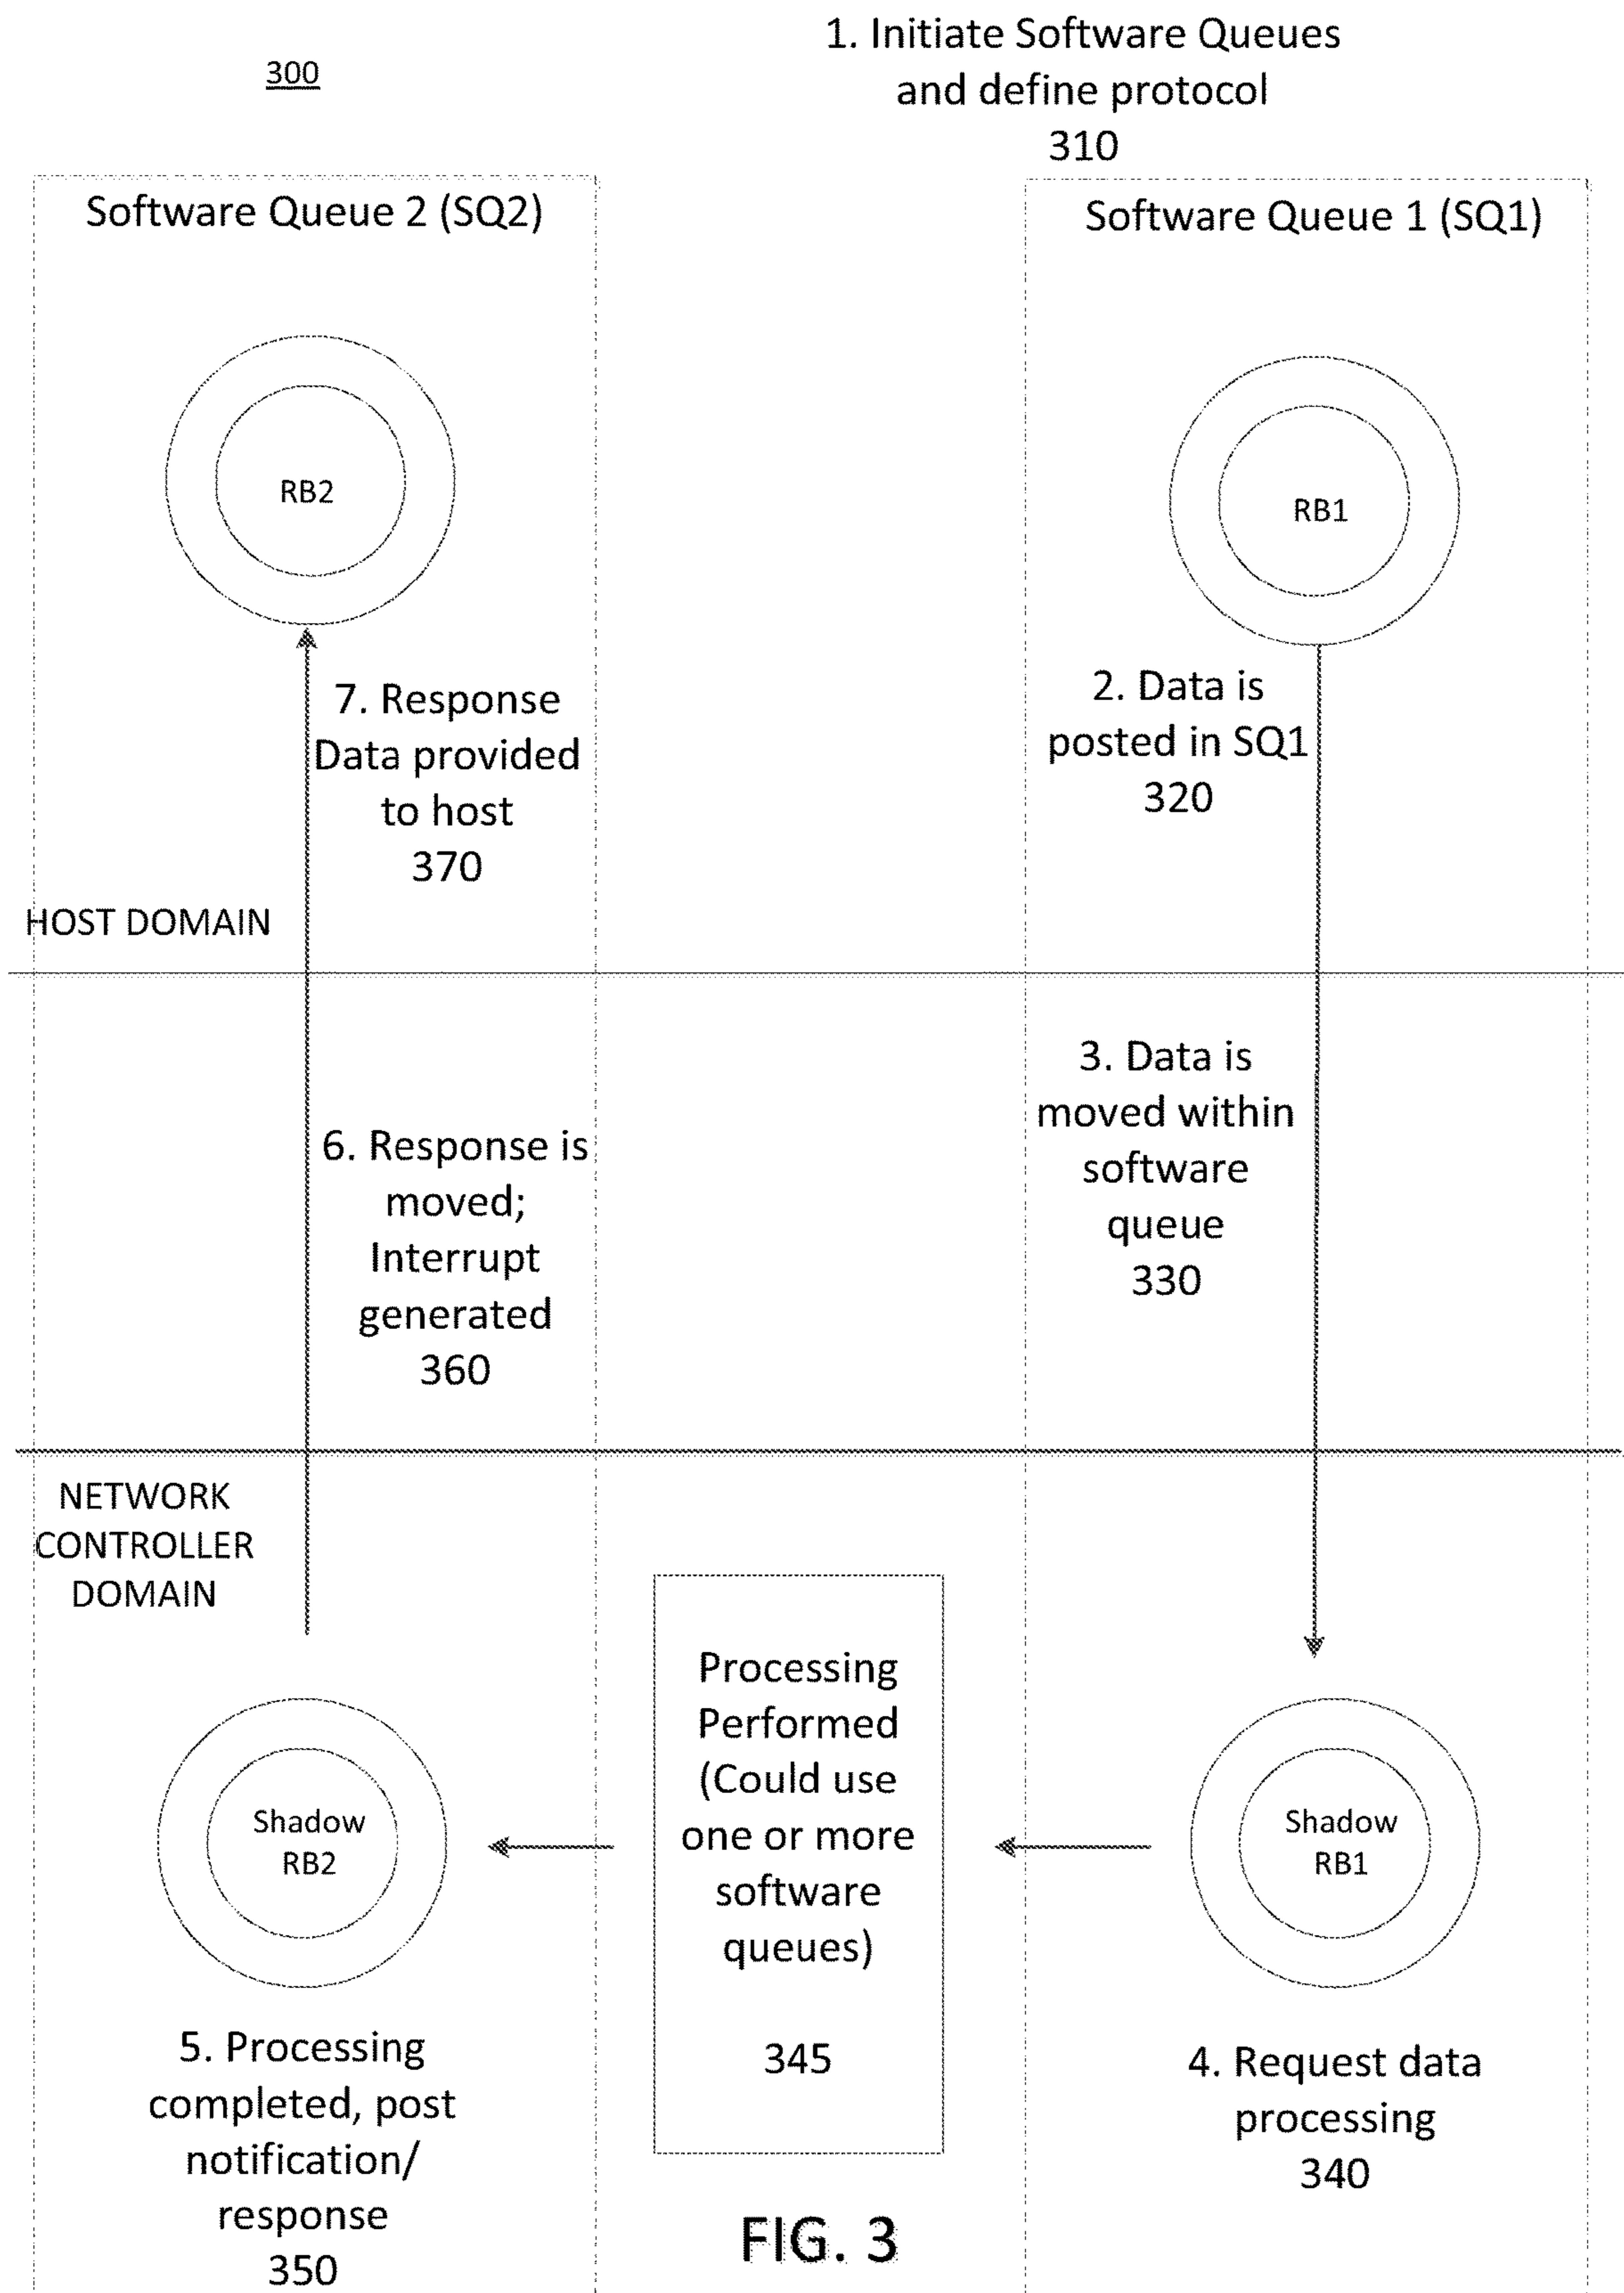 300
1. Initiate Software Queues
and define protocol
310
Software Queue 2 (SQ2)
Software Queue 1 (SQ1)
RB2
RB1
7. Response
Data provided
to host
370
2. Data is
posted in SQ1
320
HOST DOMAIN
3. Data is
moved within
software
queue
330
6. Response is
moved;
Interrupt
generated
360
NETWORK
CONTROLLER
DOMAIN
Processing
Performed
(Could use
one or more
software
queues)
345
Shadow
RB2
Shadow
RB1
5. Processing
completed, post
notification/
response
350
4. Request data
processing
340
FIG. 3